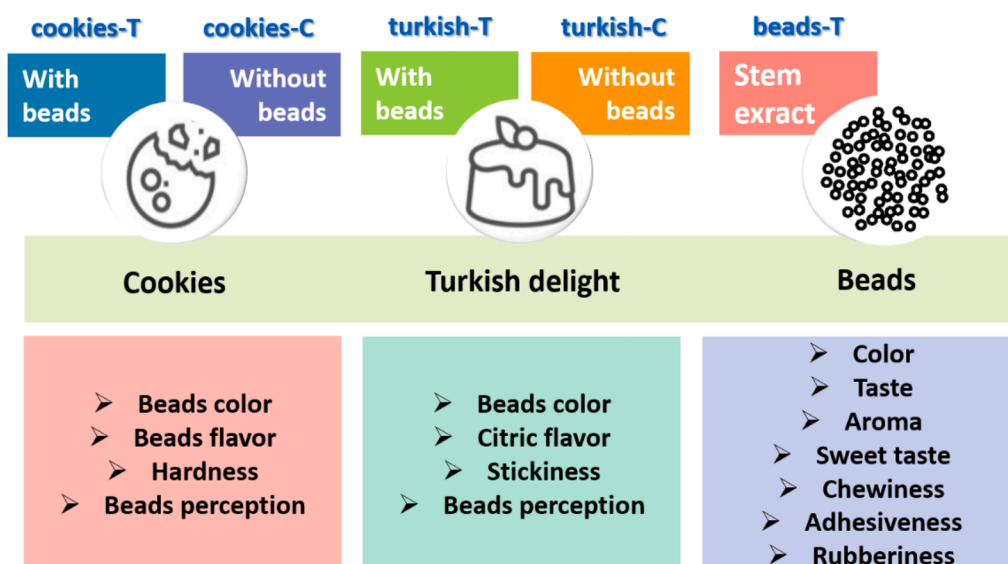 cookies-T
cookies-C
turkish-T
turkish-C
beads-T
With
beads
Without
beads
With
beads
Without
beads
Stem
exract
Cookies
Turkish delight
Beads
➢ Beads color
➢ Beads flavor
➢ Hardness
➢ Beads perception
➢ Beads color
➢ Citric flavor
➢ Stickiness
➢ Beads perception
➢ Color
➢ Taste
➢ Aroma
➢ Sweet taste
➢ Chewiness
➢ Adhesiveness
➢ Rubberiness